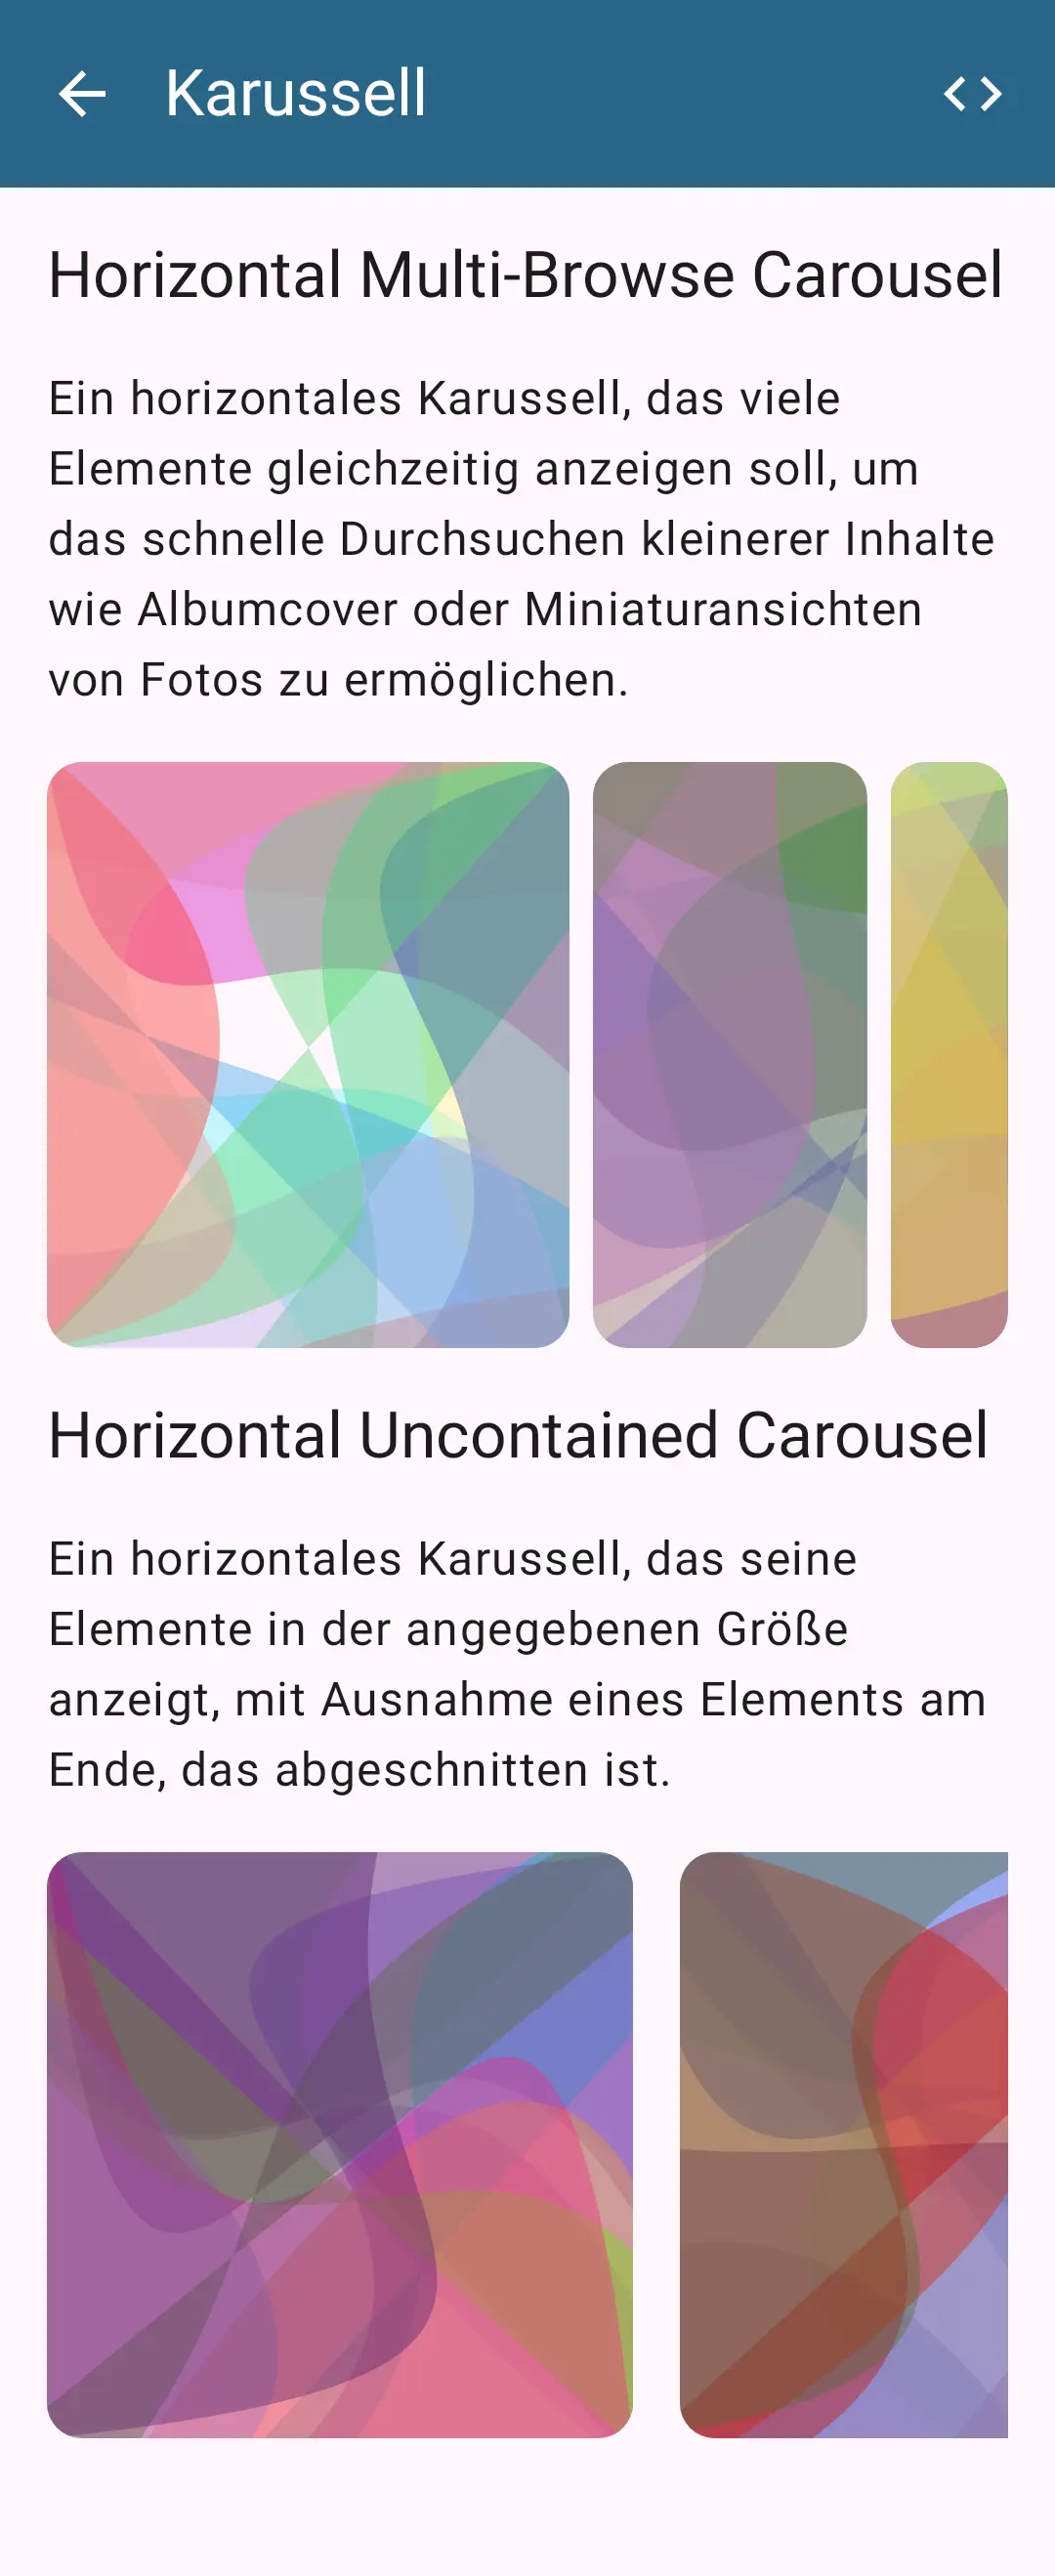 Karussell
Horizontal Multi-Browse Carousel
Ein horizontales Karussell, das viele
Elemente gleichzeitig anzeigen soll, um
das schnelle Durchsuchen kleinerer Inhalte
wie Albumcover oder Miniaturansichten
von Fotos zu ermöglichen.
Horizontal Uncontained Carousel
Ein horizontales Karussell, das seine
Elemente in der angegebenen Größe
anzeigt, mit Ausnahme eines Elements am
Ende, das abgeschnitten ist.